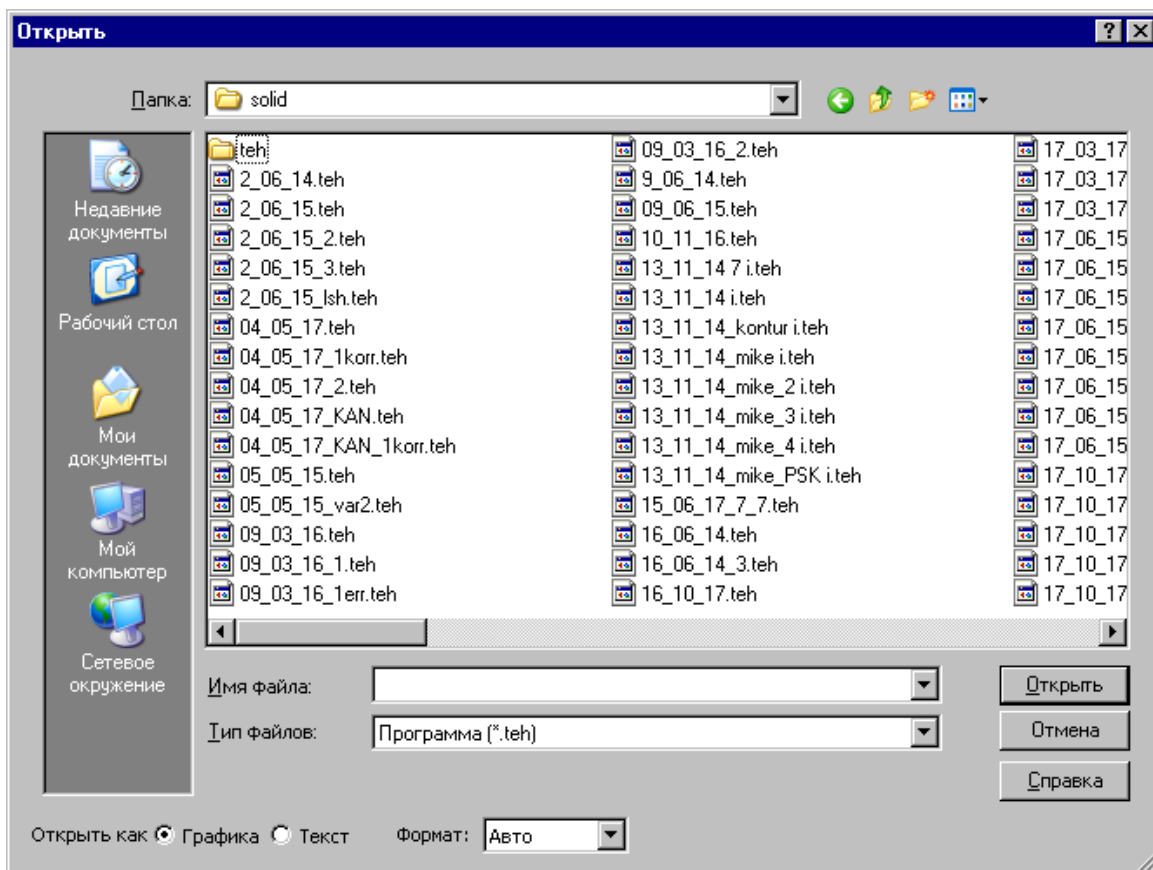 Открыть
Папка: solid
Недавние
документы
Рабочий стол
Мои
документы
Мой
компьютер
Сетевое
окружение
teh
2_06_14.teh
2_06_15.teh
2_06_15_2.teh
2_06_15_3.teh
2_06_15_lsh.teh
04_05_17.teh
04_05_17_1korr.teh
04_05_17_2.teh
04_05_17_KAN.teh
04_05_17_KAN_1korr.teh
05_05_15.teh
05_05_15_var2.teh
09_03_16.teh
09_03_16_1.teh
09_03_16_1err.teh
09_03_16_2.teh
9_06_14.teh
09_06_15.teh
10_11_16.teh
13_11_14 7 i.teh
13_11_14 i.teh
13_11_14_kontur i.teh
13_11_14_mike i.teh
13_11_14_mike_2 i.teh
13_11_14_mike_3 i.teh
13_11_14_mike_4 i.teh
13_11_14_mike_PSK i.teh
15_06_17_7_7.teh
16_06_14.teh
16_06_14_3.teh
16_10_17.teh
17_03_17
17_03_17
17_03_17
17_06_15
17_06_15
17_06_15
17_06_15
17_06_15
17_06_15
17_06_15
17_06_15
17_10_17
17_10_17
17_10_17
17_10_17
17_10_17
Имя файла:
Открыть
Тип файлов: Программа (*.teh)
Отмена
Справка
Открыть как Графика Текст Формат: Авто